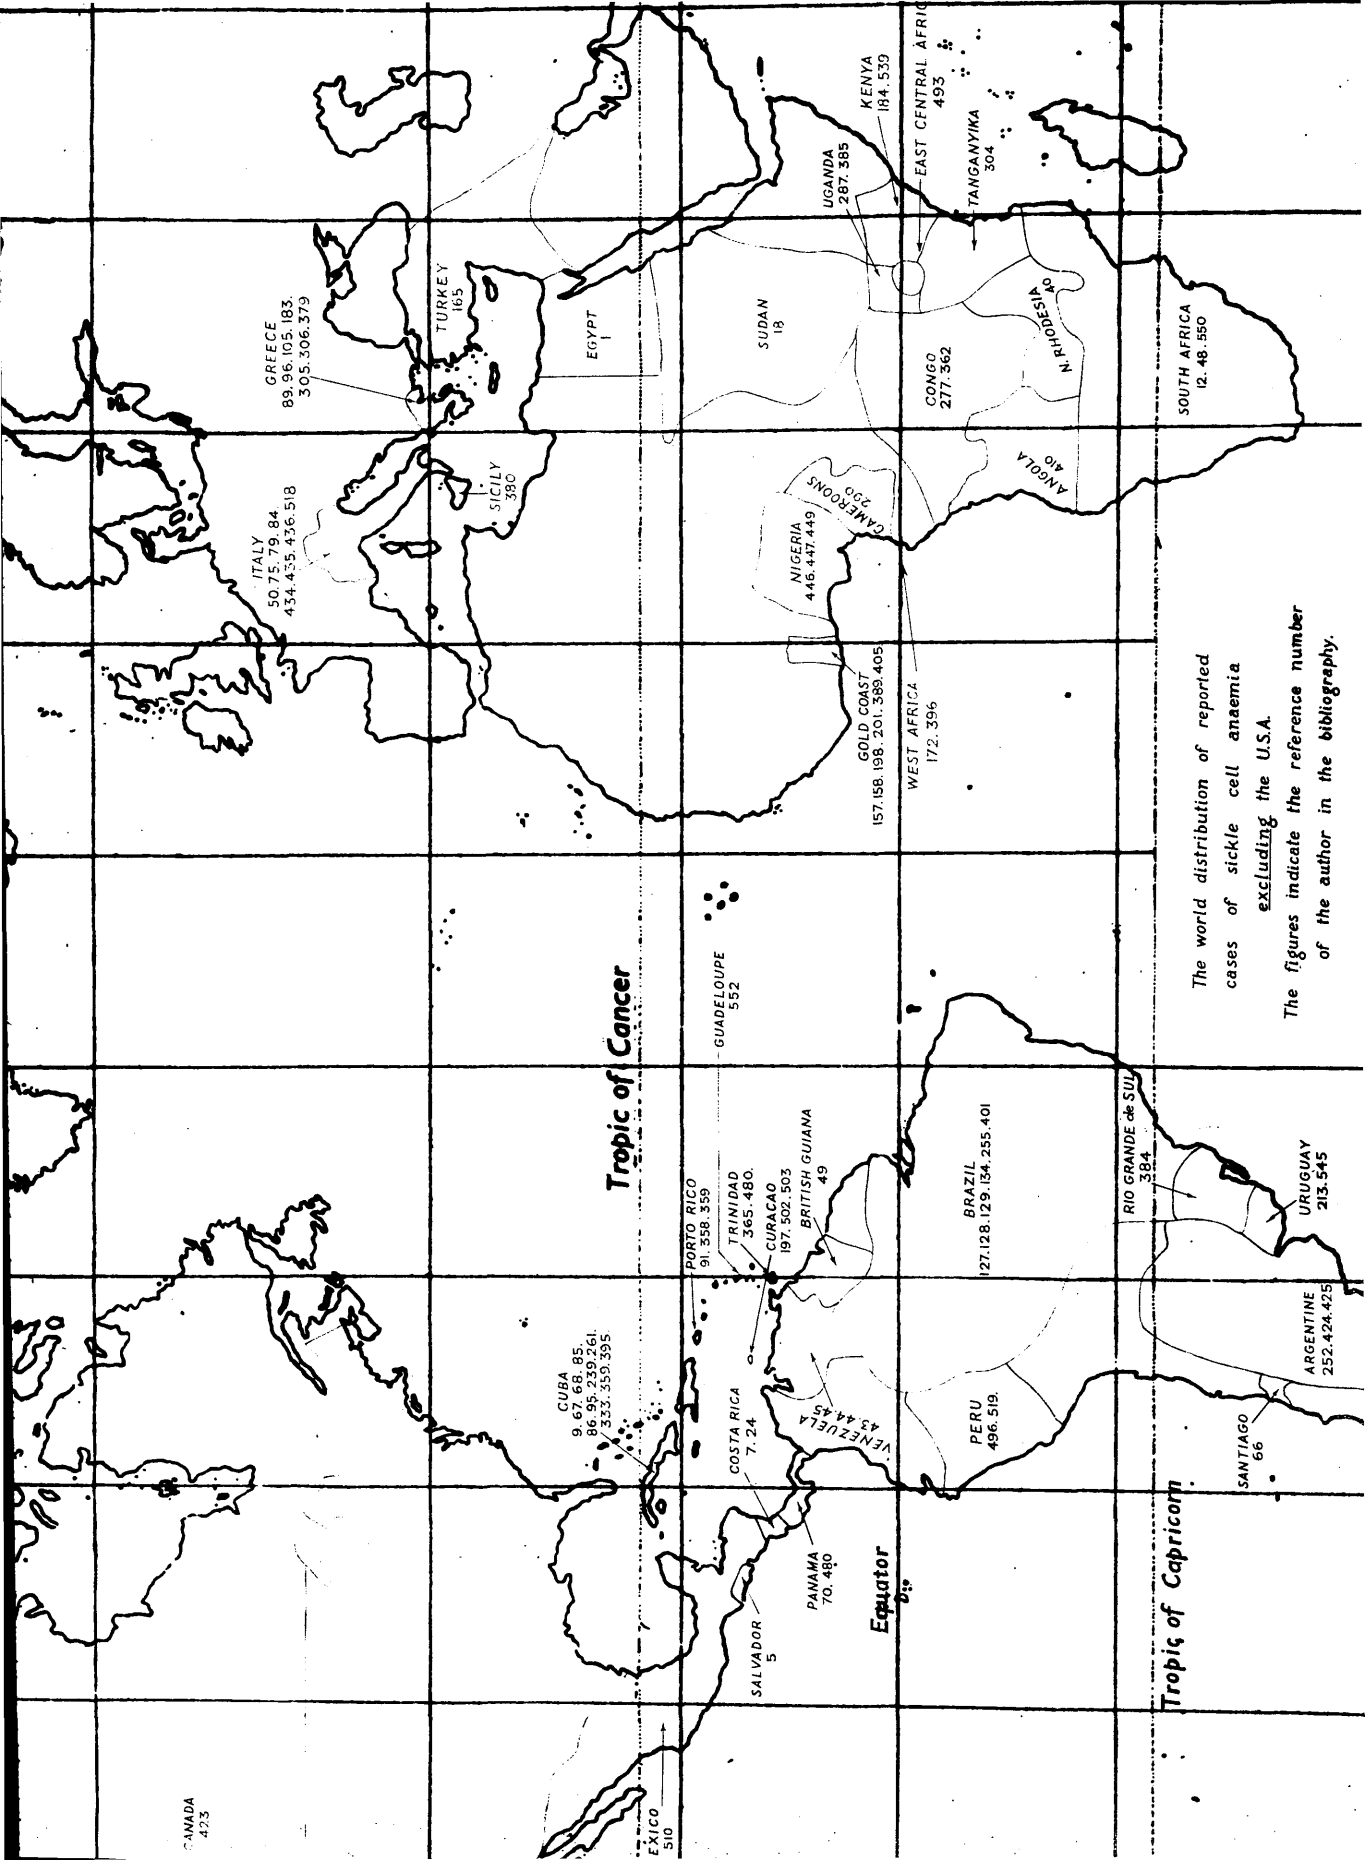 CANADA
423
EXICO
510
SALVADOR
5
PANAMA
70.480
COSTA RICA
7.24
CUBA
9.67.68.85.
86.95.239.261.
333.359.395.
PORTO RICO
91.358.359
GUADELOUPE
552
TRINIDAD
365.480.
CURACAO
197.502.503
BRITISH GUIANA
49
VENEZUELA
43.44.45
PERU
496.519.
BRAZIL
127.128.129.134.255.401
RIO GRANDE de SUL
384
URUGUAY
213.545
ARGENTINE
252.424.425
SANTIAGO
66
Tropic of Cancer
Equator
Tropic of Capricorn
ITALY
50.75.79.84.
434.435.436.518
GREECE
89.96.105.183.
305.306.379
TURKEY
165
SICILY
380
EGYPT
1
SUDAN
18
NIGERIA
446.447.449
CAMEROONS
290
GOLD COAST
157.158.198.201.389.405
WEST AFRICA
172.396
UGANDA
287.385
KENYA
184.539
EAST CENTRAL AFRIC
493
TANGANYIKA
304
CONGO
277.362
N. RHODESIA
40
ANGOLA
410
SOUTH AFRICA
12.48.550
The world distribution of reported
cases of sickle cell anaemia
excluding the U.S.A.
The figures indicate the reference number
of the author in the bibliography.